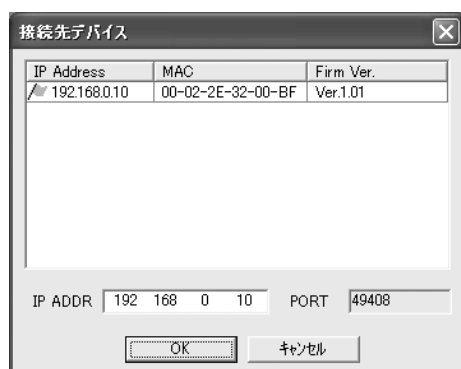 接続先デバイス
IP Address MAC Firm Ver.
192.168.0.10 00-02-2E-32-00-BF Ver.1.01
IP ADDR 192 168 0 10 PORT 49408
OK キャンセル